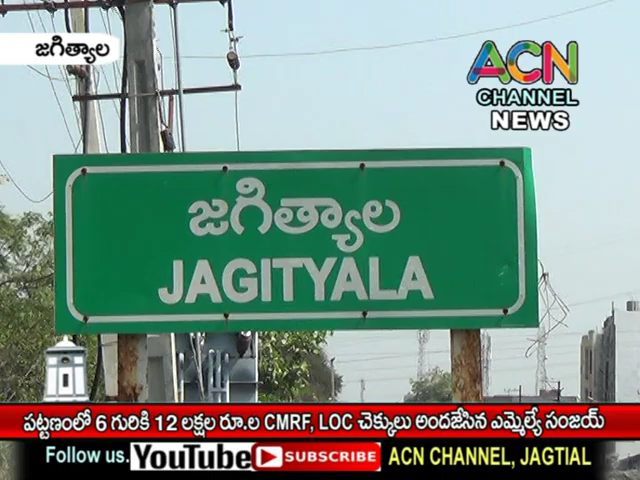 జగిత్యాల
ACN
CHANNEL
NEWS
జగిత్యాల
JAGITYALA
పట్టణంలో 6 గురికి 12 లక్షల రూ.ల CMRF, LOC చెక్కులు అందజేసిన ఎమ్మెల్యే సంజయ్
Follow us. YouTube SUBSCRIBE ACN CHANNEL, JAGTIAL